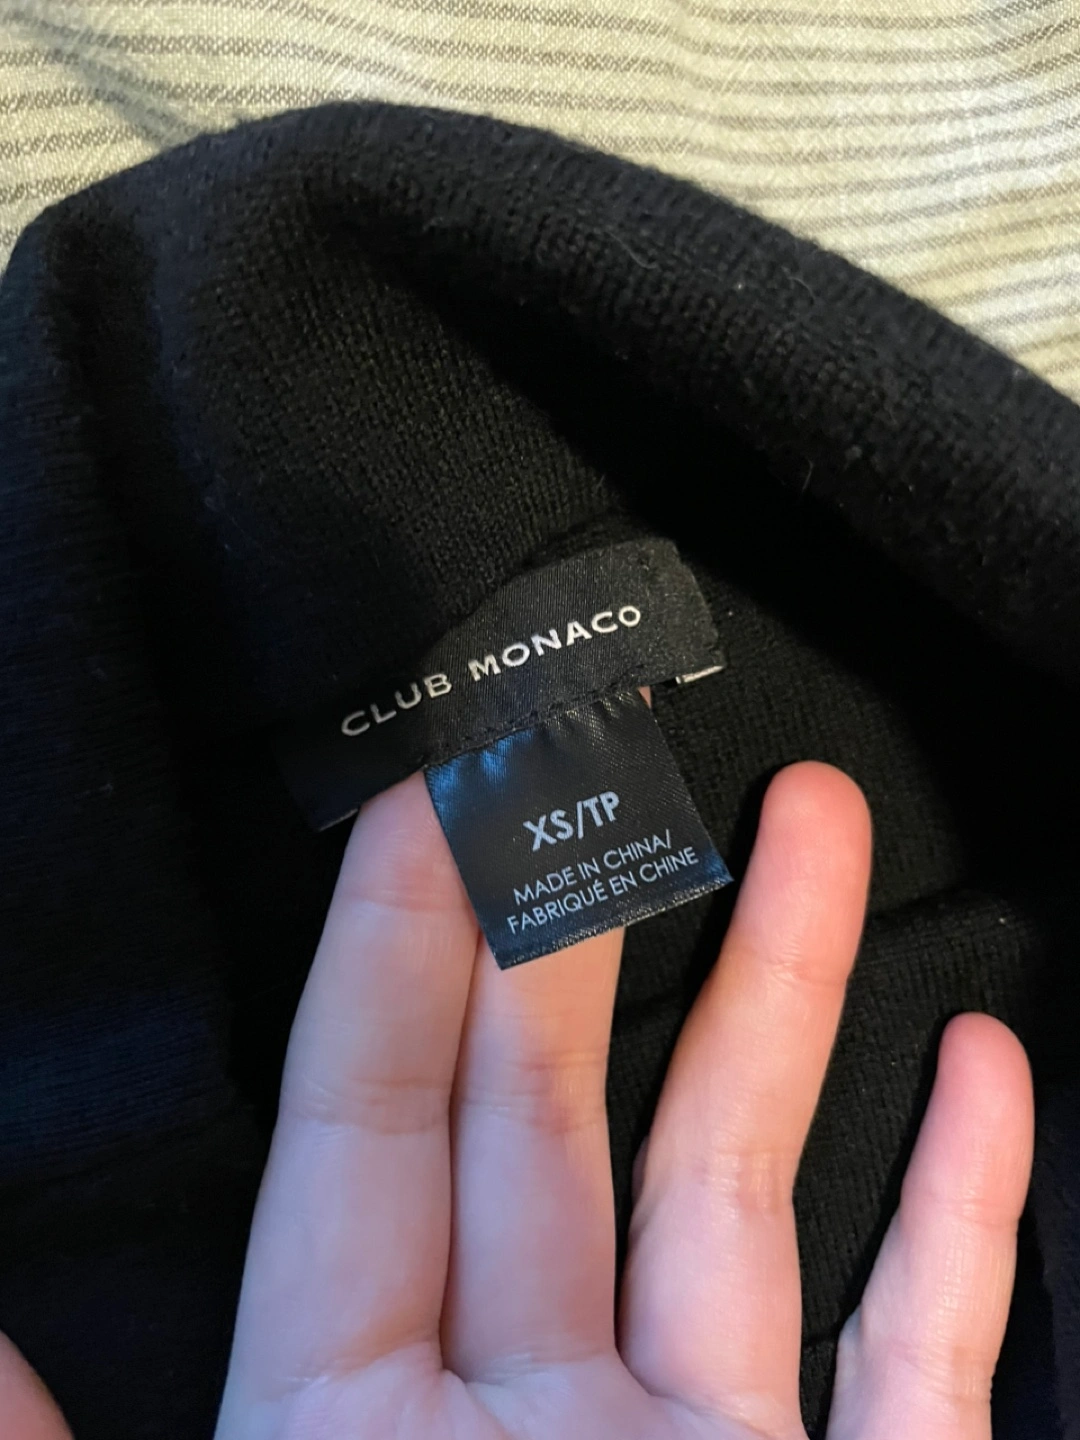 CLUB MONACO
XS/TP
MADE IN CHINA/
FABRIQUÉ EN CHINE